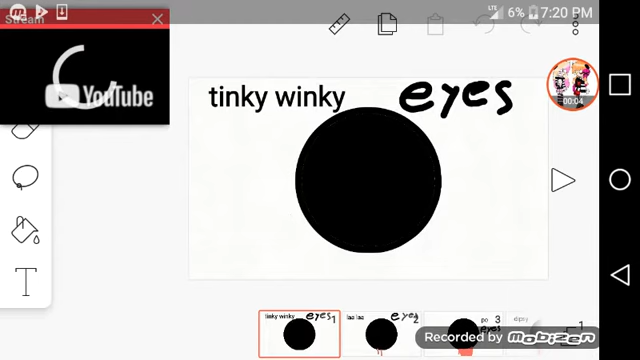 LTE 6% 7:20 PM
Stream
YouTube
tinky winky eyes
00:04
T
tinky winky eyes 1
laa laa eyes 2
po 3
eyes
dipsy
1
Recorded by Mobizen